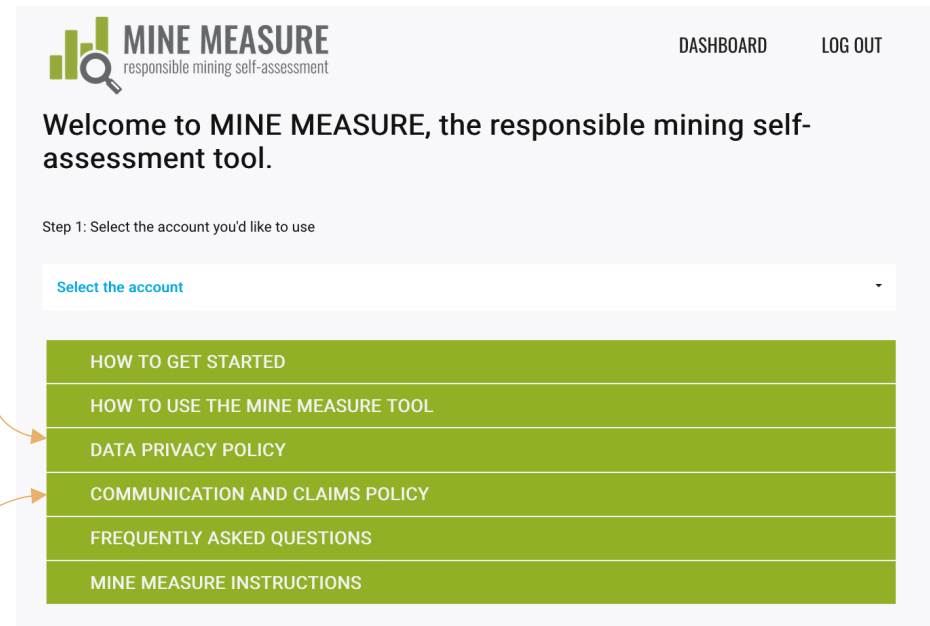 MINE MEASURE
responsible mining self-assessment
DASHBOARD
LOG OUT
Welcome to MINE MEASURE, the responsible mining self-
assessment tool.
Step 1: Select the account you'd like to use
Select the account
HOW TO GET STARTED
HOW TO USE THE MINE MEASURE TOOL
DATA PRIVACY POLICY
COMMUNICATION AND CLAIMS POLICY
FREQUENTLY ASKED QUESTIONS
MINE MEASURE INSTRUCTIONS